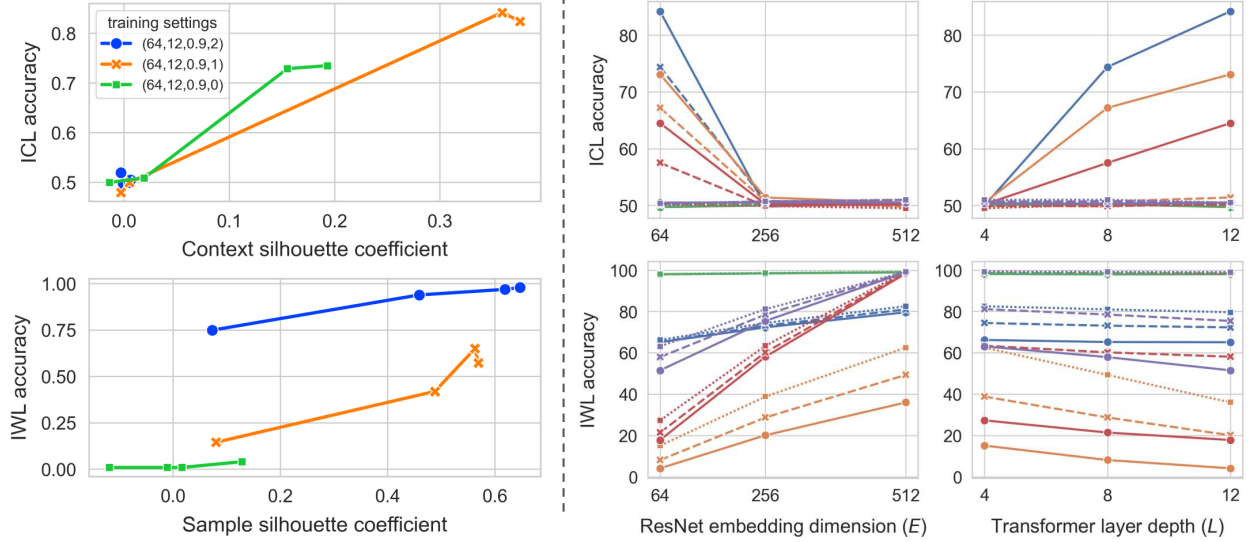 training settings
(64,12,0.9,2)
(64,12,0.9,1)
(64,12,0.9,0)
ICL accuracy
0.8
0.7
0.6
0.5
0.0 0.1 0.2 0.3
Context silhouette coefficient
IWL accuracy
1.00
0.75
0.50
0.25
0.00
0.0 0.2 0.4 0.6
Sample silhouette coefficient
ICL accuracy
80
70
60
50
64 256 512
80
70
60
50
4 8 12
IWL accuracy
100
80
60
40
20
0
64 256 512
ResNet embedding dimension (E)
100
80
60
40
20
0
4 8 12
Transformer layer depth (L)